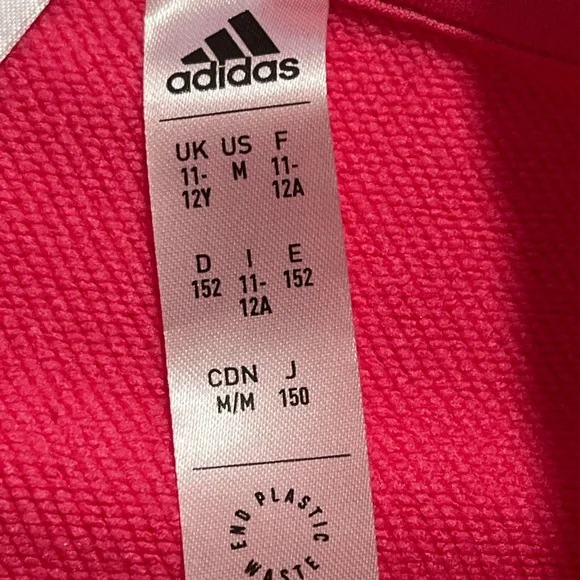 adidas
UK US F
11- M 11-
12Y 12A
D I E
152 11- 152
12A
CDN J
M/M 150
END PLASTIC WASTE